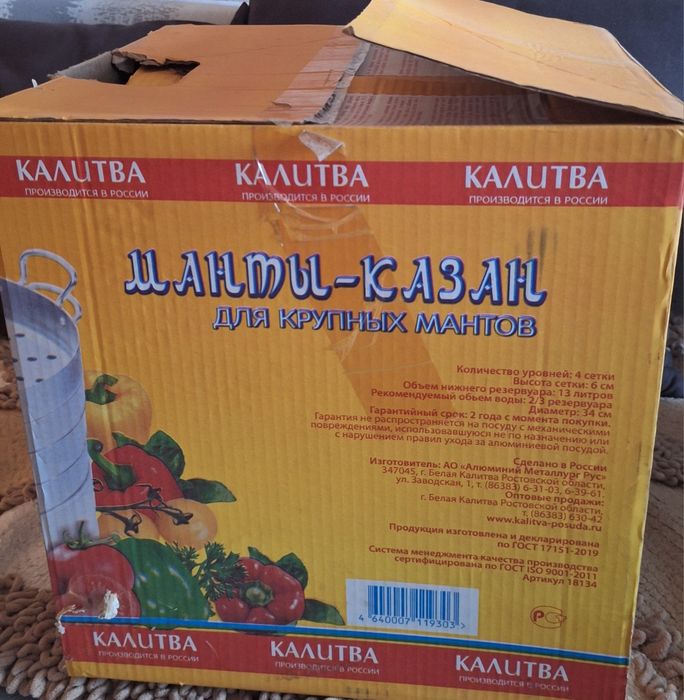 КАЛИТВА КАЛИТВА КАЛИТВА
ПРОИЗВОДИТСЯ В РОССИИ ПРОИЗВОДИТСЯ В РОССИИ ПРОИЗВОДИТСЯ В РОССИИ
МАНТЫ-КАЗАН
ДЛЯ КРУПНЫХ МАНТОВ
Количество уровней: 4 сетки
Высота сетки: 6 см
Объем нижнего резервуара: 13 литров
Рекомендуемый обьем воды: 2/3 резервуара
Диаметр: 34 см
Гарантийный срок: 2 года с момента покупки.
Гарантия не распространяется на посуду с механическими
повреждениями, использовавшуюся не по назначению или
с нарушением правил ухода за алюминиевой посудой.
Сделано в России
Изготовитель: АО «Алюминий Металлург Рус»
347045, г. Белая Калитва Ростовской области,
ул. Заводская, 1, т. (86383) 6-31-03, 6-39-61.
Оптовые продажи:
г. Белая Калитва Ростовской области,
т. (86383) 630-42
www.kalitva-posuda.ru
Продукция изготовлена и декларирована
по ГОСТ 17151-2019
Система менеджмента качества производства
сертифицирована по ГОСТ ISO 9001-2011
Артикул 18134
4 640007 119303 >
КАЛИТВА КАЛИТВА КАЛИТВА
ПРОИЗВОДИТСЯ В РОССИИ ПРОИЗВОДИТСЯ В РОССИИ ПРОИЗВОДИТСЯ В РОССИИ